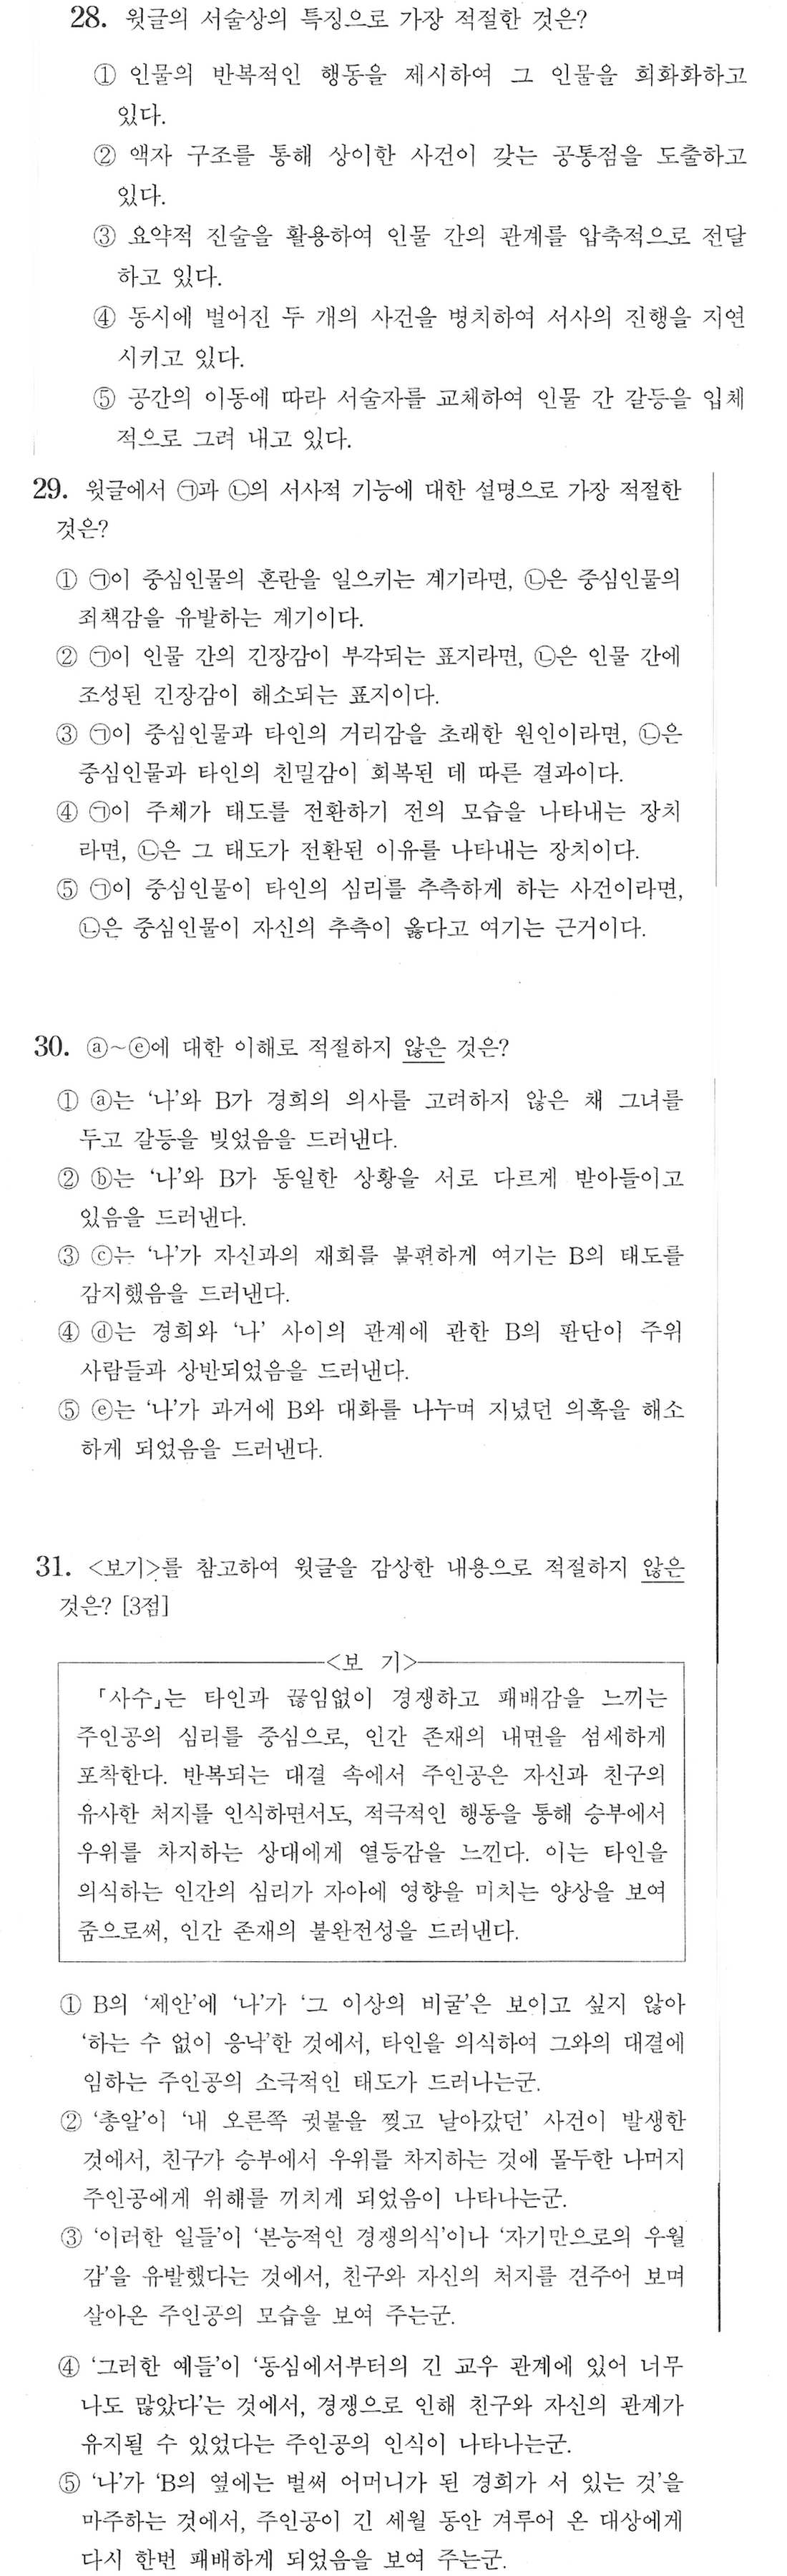 28. 윗글의 서술상의 특징으로 가장 적절한 것은?
① 인물의 반복적인 행동을 제시하여 그 인물을 희화화하고
있다.
② 액자 구조를 통해 상이한 사건이 갖는 공통점을 도출하고
있다.
③ 요약적 진술을 활용하여 인물 간의 관계를 압축적으로 전달
하고 있다.
④ 동시에 벌어진 두 개의 사건을 병치하여 서사의 진행을 지연
시키고 있다.
⑤ 공간의 이동에 따라 서술자를 교체하여 인물 간 갈등을 입체
적으로 그려 내고 있다.
29. 윗글에서 ㉠과 ㉡의 서사적 기능에 대한 설명으로 가장 적절한
것은?
① ㉠이 중심인물의 혼란을 일으키는 계기라면, ㉡은 중심인물의
죄책감을 유발하는 계기이다.
② ㉠이 인물 간의 긴장감이 부각되는 표지라면, ㉡은 인물 간에
조성된 긴장감이 해소되는 표지이다.
③ ㉠이 중심인물과 타인의 거리감을 초래한 원인이라면, ㉡은
중심인물과 타인의 친밀감이 회복된 데 따른 결과이다.
④ ㉠이 주체가 태도를 전환하기 전의 모습을 나타내는 장치
라면, ㉡은 그 태도가 전환된 이유를 나타내는 장치이다.
⑤ ㉠이 중심인물이 타인의 심리를 추측하게 하는 사건이라면,
㉡은 중심인물이 자신의 추측이 옳다고 여기는 근거이다.
30. ⓐ~ⓔ에 대한 이해로 적절하지 않은 것은?
① ⓐ는 ‘나’와 B가 경희의 의사를 고려하지 않은 채 그녀를
두고 갈등을 빚었음을 드러낸다.
② ⓑ는 ‘나’와 B가 동일한 상황을 서로 다르게 받아들이고
있음을 드러낸다.
③ ⓒ는 ‘나’가 자신과의 재회를 불편하게 여기는 B의 태도를
감지했음을 드러낸다.
④ ⓓ는 경희와 ‘나’ 사이의 관계에 관한 B의 판단이 주위
사람들과 상반되었음을 드러낸다.
⑤ ⓔ는 ‘나’가 과거에 B와 대화를 나누며 지녔던 의혹을 해소
하게 되었음을 드러낸다.
31. <보기>를 참고하여 윗글을 감상한 내용으로 적절하지 않은
것은? [3점]
<보 기>
「사수」는 타인과 끊임없이 경쟁하고 패배감을 느끼는
주인공의 심리를 중심으로, 인간 존재의 내면을 섬세하게
포착한다. 반복되는 대결 속에서 주인공은 자신과 친구의
유사한 처지를 인식하면서도, 적극적인 행동을 통해 승부에서
우위를 차지하는 상대에게 열등감을 느낀다. 이는 타인을
의식하는 인간의 심리가 자아에 영향을 미치는 양상을 보여
줌으로써, 인간 존재의 불완전성을 드러낸다.
① B의 ‘제안’에 ‘나’가 ‘그 이상의 비굴’은 보이고 싶지 않아
‘하는 수 없이 응낙’한 것에서, 타인을 의식하여 그와의 대결에
임하는 주인공의 소극적인 태도가 드러나는군.
② ‘총알’이 ‘내 오른쪽 귓불을 찢고 날아갔던’ 사건이 발생한
것에서, 친구가 승부에서 우위를 차지하는 것에 몰두한 나머지
주인공에게 위해를 끼치게 되었음이 나타나는군.
③ ‘이러한 일들’이 ‘본능적인 경쟁의식’이나 ‘자기만으로의 우월
감’을 유발했다는 것에서, 친구와 자신의 처지를 견주어 보며
살아온 주인공의 모습을 보여 주는군.
④ ‘그러한 예들’이 ‘동심에서부터의 긴 교우 관계에 있어 너무
나도 많았다’는 것에서, 경쟁으로 인해 친구와 자신의 관계가
유지될 수 있었다는 주인공의 인식이 나타나는군.
⑤ ‘나’가 ‘B의 옆에는 벌써 어머니가 된 경희가 서 있는 것’을
마주하는 것에서, 주인공이 긴 세월 동안 겨루어 온 대상에게
다시 한번 패배하게 되었음을 보여 주는군.